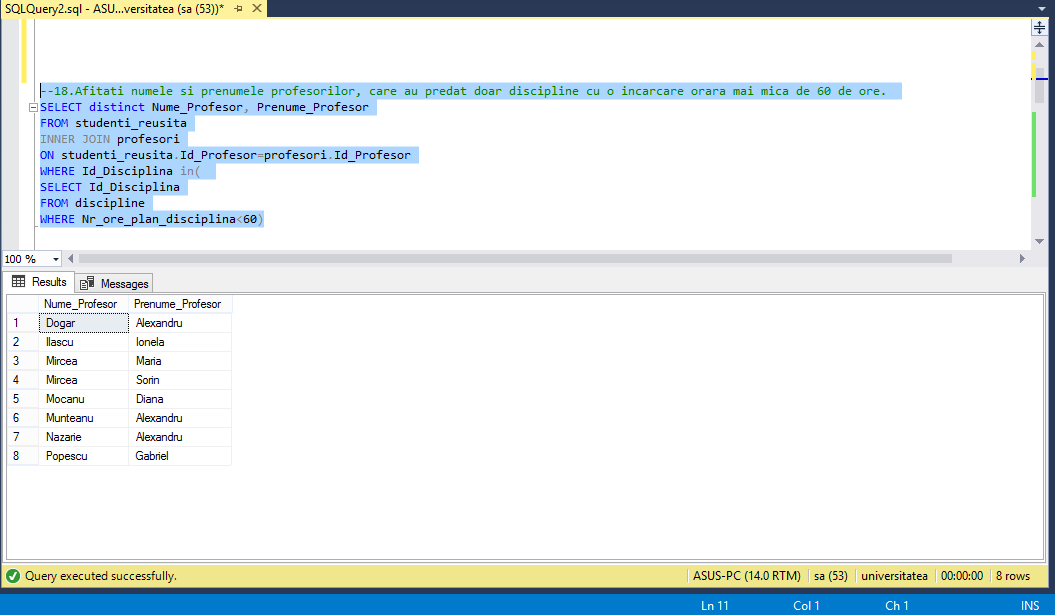 SQLQuery2.sql - ASU...versitatea (sa (53))*
--18.Afitati numele si prenumele profesorilor, care au predat doar discipline cu o incarcare orara mai mica de 60 de ore.
SELECT distinct Nume_Profesor, Prenume_Profesor
FROM studenti_reusita
INNER JOIN profesori
ON studenti_reusita.Id_Profesor=profesori.Id_Profesor
WHERE Id_Disciplina in(
SELECT Id_Disciplina
FROM discipline
WHERE Nr_ore_plan_disciplina<60)
100 %
Results Messages
Nume_Profesor Prenume_Profesor
1 Dogar Alexandru
2 Ilascu Ionela
3 Mircea Maria
4 Mircea Sorin
5 Mocanu Diana
6 Munteanu Alexandru
7 Nazarie Alexandru
8 Popescu Gabriel
Query executed successfully. ASUS-PC (14.0 RTM) sa (53) universitatea 00:00:00 8 rows
Ln 11 Col 1 Ch 1 INS